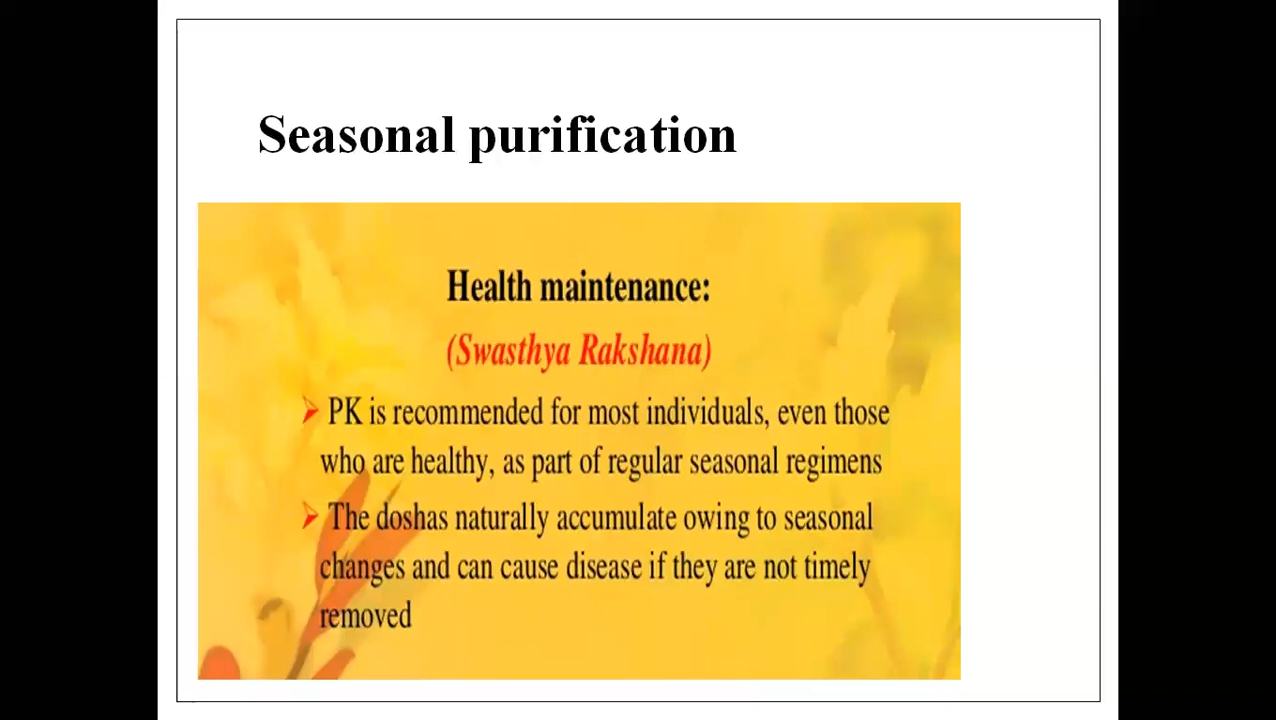 Seasonal purification
Health maintenance:
(Swasthya Rakshana)
PK is recommended for most individuals, even those
who are healthy, as part of regular seasonal regimens
The doshas naturally accumulate owing to seasonal
changes and can cause disease if they are not timely
removed